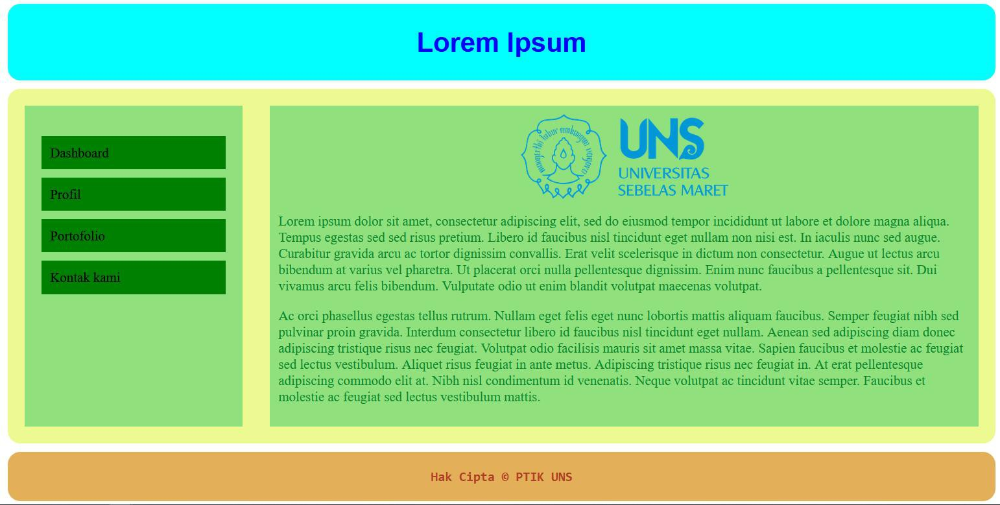 Lorem Ipsum
Dashboard
Profil
Portofolio
Kontak kami
UNS
UNIVERSITAS
SEBELAS MARET
Lorem ipsum dolor sit amet, consectetur adipiscing elit, sed do eiusmod tempor incididunt ut labore et dolore magna aliqua.
Tempus egestas sed sed risus pretium. Libero id faucibus nisl tincidunt eget nullam non nisi est. In iaculis nunc sed augue.
Curabitur gravida arcu ac tortor dignissim convallis. Erat velit scelerisque in dictum non consectetur. Augue ut lectus arcu
bibendum at varius vel pharetra. Ut placerat orci nulla pellentesque dignissim. Enim nunc faucibus a pellentesque sit. Dui
vivamus arcu felis bibendum. Vulputate odio ut enim blandit volutpat maecenas volutpat.
Ac orci phasellus egestas tellus rutrum. Nullam eget felis eget nunc lobortis mattis aliquam faucibus. Semper feugiat nibh sed
pulvinar proin gravida. Interdum consectetur libero id faucibus nisl tincidunt eget nullam. Aenean sed adipiscing diam donec
adipiscing tristique risus nec feugiat. Volutpat odio facilisis mauris sit amet massa vitae. Sapien faucibus et molestie ac feugiat
sed lectus vestibulum. Aliquet risus feugiat in ante metus. Adipiscing tristique risus nec feugiat in. At erat pellentesque
adipiscing commodo elit at. Nibh nisl condimentum id venenatis. Neque volutpat ac tincidunt vitae semper. Faucibus et
molestie ac feugiat sed lectus vestibulum mattis.
Hak Cipta © PTIK UNS